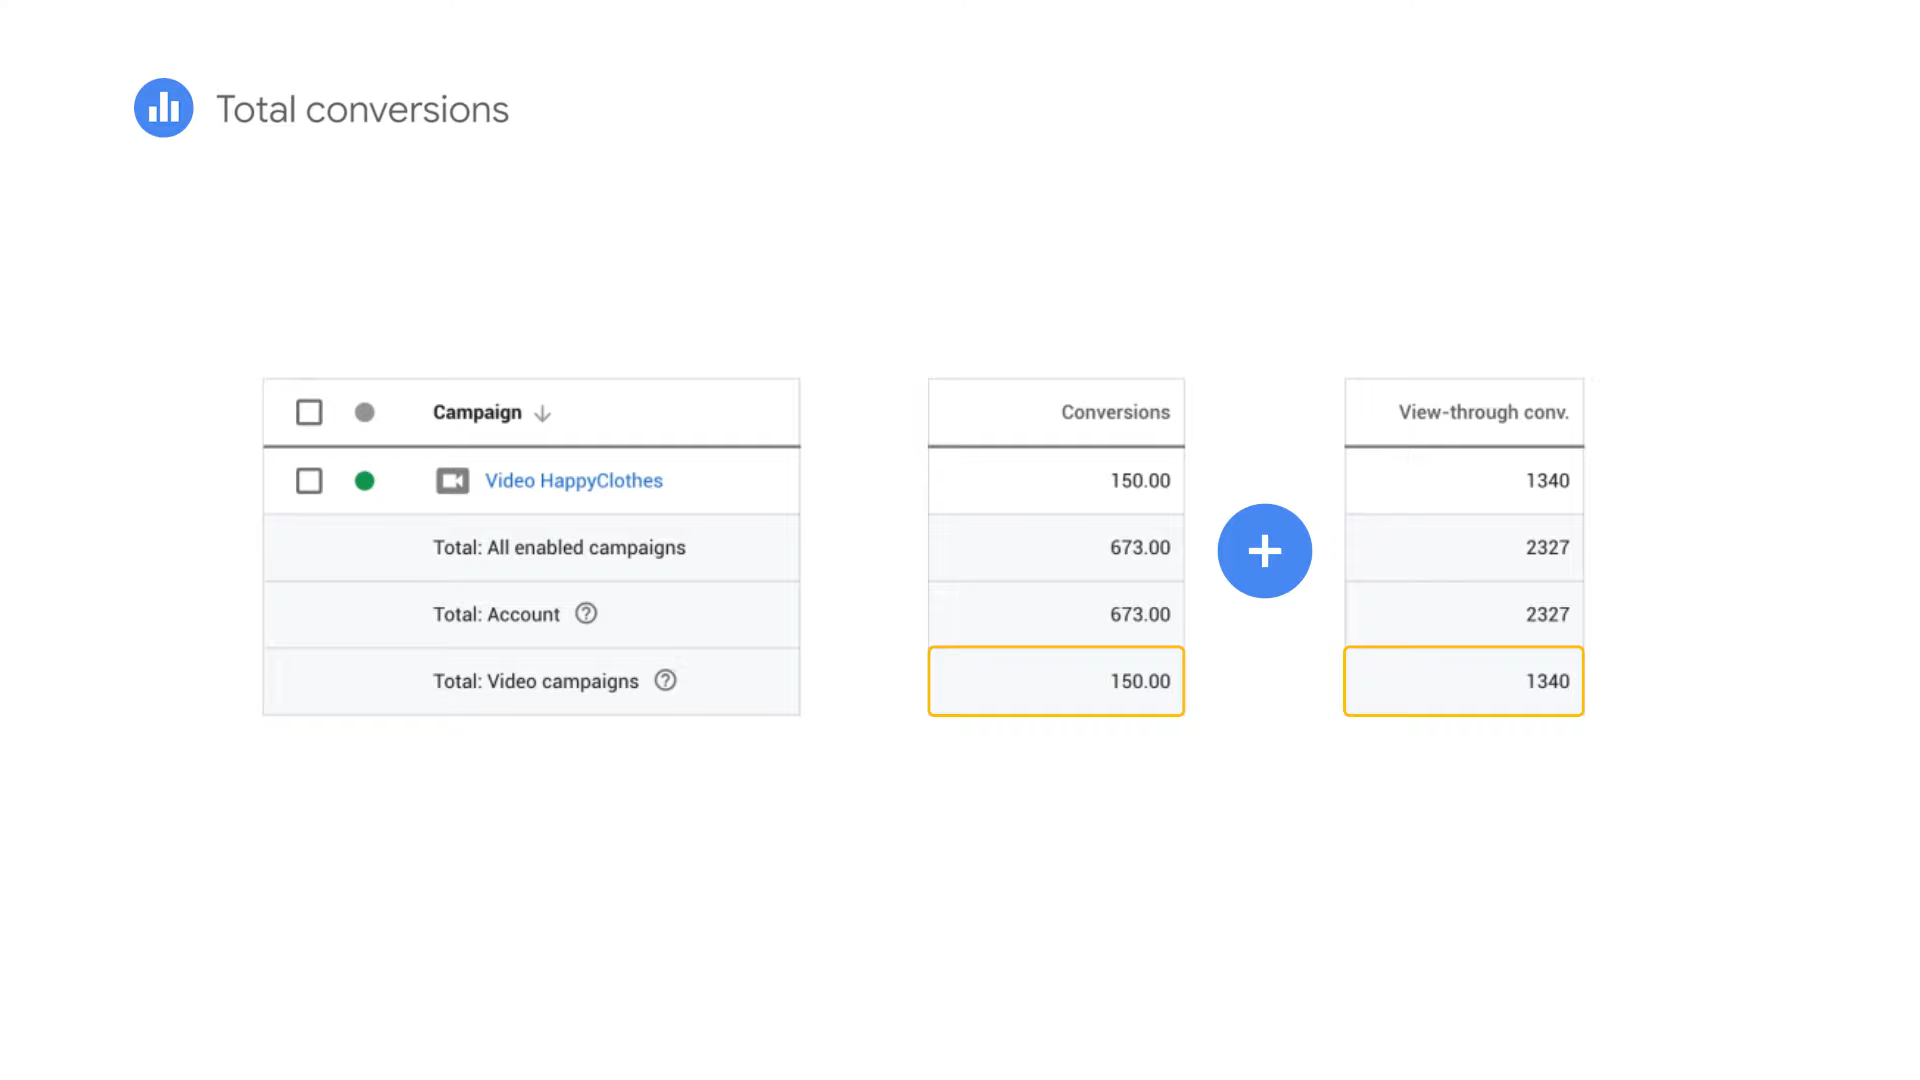 Total conversions
Campaign Conversions View-through conv.
Video HappyClothes 150.00 1340
Total: All enabled campaigns 673.00 2327
Total: Account 673.00 2327
Total: Video campaigns 150.00 1340